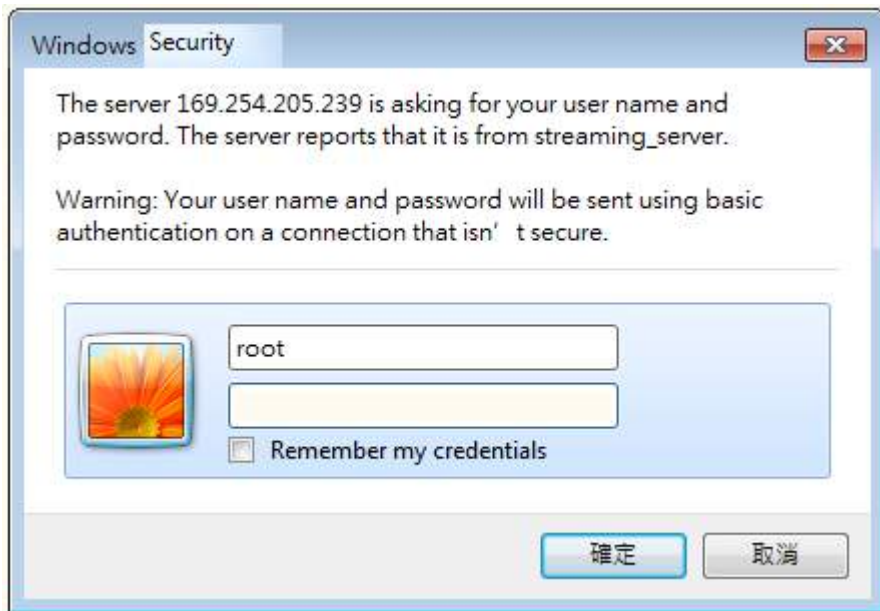 Windows Security
The server 169.254.205.239 is asking for your user name and
password. The server reports that it is from streaming_server.
Warning: Your user name and password will be sent using basic
authentication on a connection that isn’ t secure.
root
Remember my credentials
確定 取消